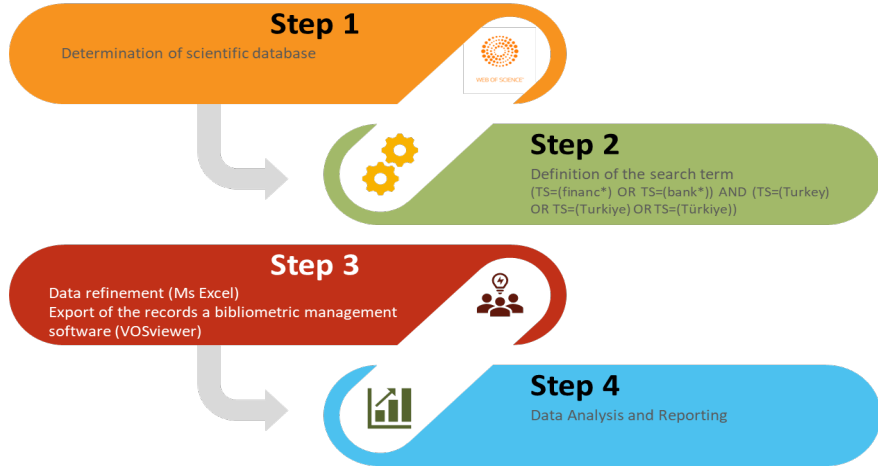 Step 1
Determination of scientific database
WEB OF SCIENCE™
Step 2
Definition of the search term
(TS=(financ*) OR TS=(bank*)) AND (TS=(Turkey)
OR TS=(Turkiye) OR TS=(Türkiye))
Step 3
Data refinement (Ms Excel)
Export of the records a bibliometric management
software (VOSviewer)
Step 4
Data Analysis and Reporting